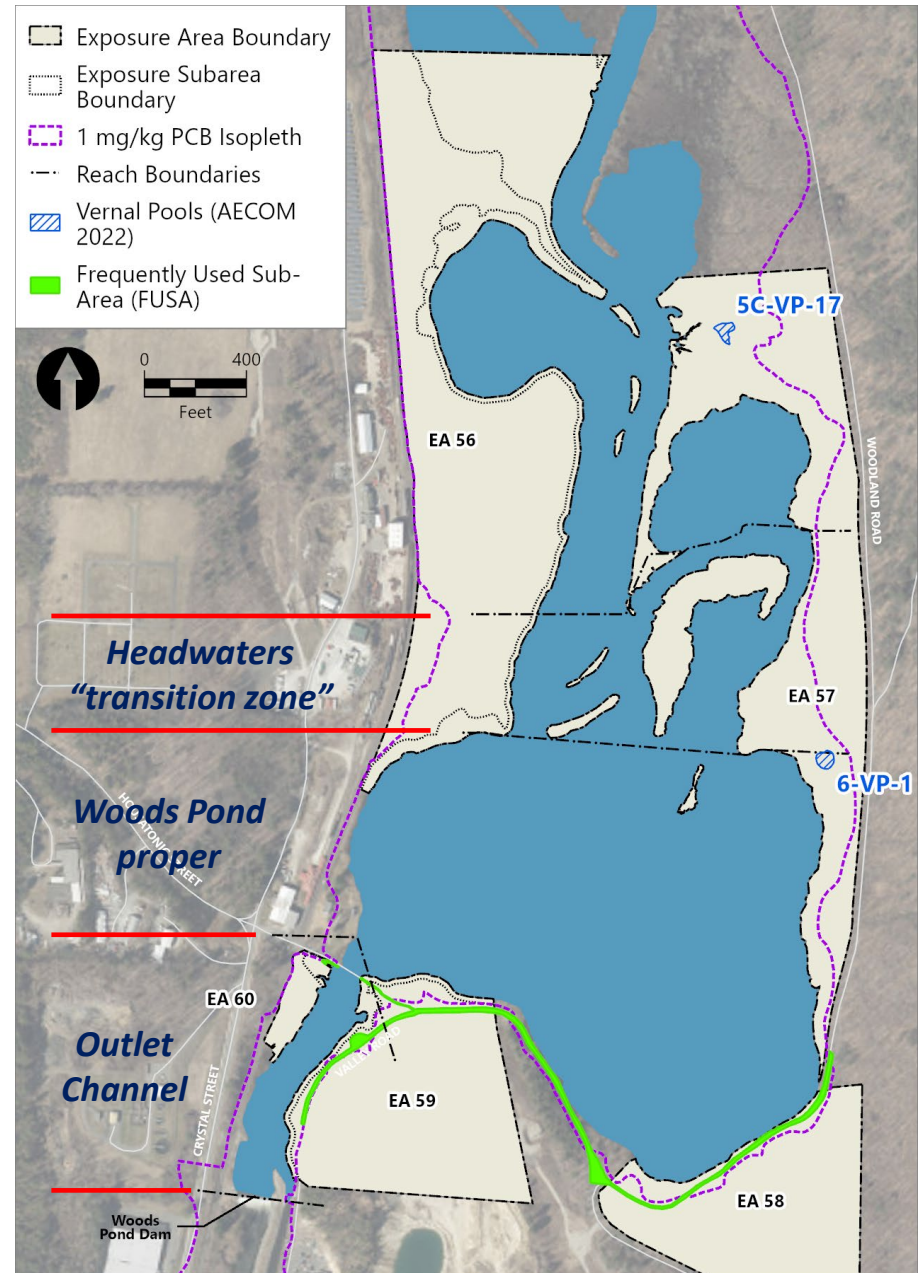 Exposure Area Boundary
Exposure Subarea
Boundary
1 mg/kg PCB Isopleth
Reach Boundaries
Vernal Pools (AECOM
2022)
Frequently Used Sub-
Area (FUSA)
0 400
Feet
5C-VP-17
EA 56
WOODLAND ROAD
Headwaters
“transition zone”
EA 57
6-VP-1
Woods Pond
proper
STREET
EA 60
Outlet
Channel
ROAD
CRYSTAL STREET
EA 59
EA 58
Woods
Pond Dam